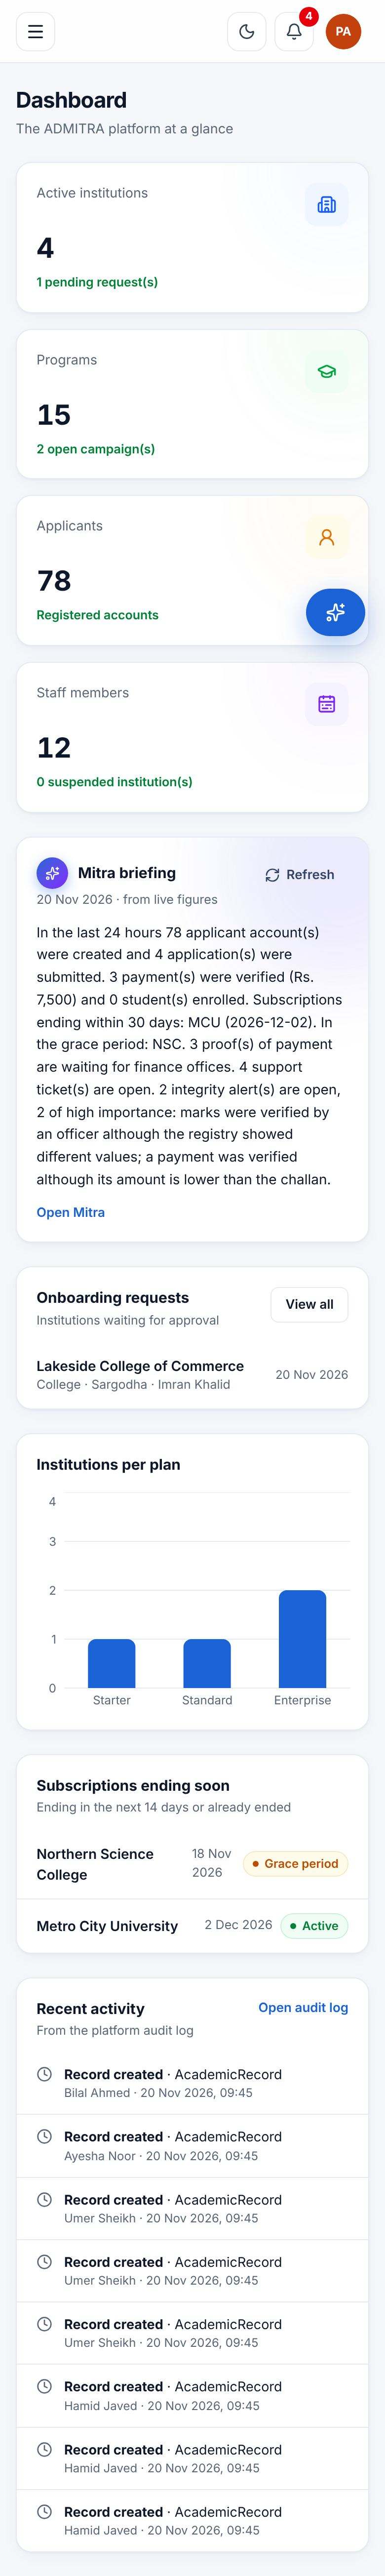 4
PA
Dashboard
The ADMITRA platform at a glance
Active institutions
4
1 pending request(s)
Programs
15
2 open campaign(s)
Applicants
78
Registered accounts
Staff members
12
0 suspended institution(s)
Mitra briefing
Refresh
20 Nov 2026 · from live figures
In the last 24 hours 78 applicant account(s)
were created and 4 application(s) were
submitted. 3 payment(s) were verified (Rs.
7,500) and 0 student(s) enrolled. Subscriptions
ending within 30 days: MCU (2026-12-02). In
the grace period: NSC. 3 proof(s) of payment
are waiting for finance offices. 4 support
ticket(s) are open. 2 integrity alert(s) are open,
2 of high importance: marks were verified by
an officer although the registry showed
different values; a payment was verified
although its amount is lower than the challan.
Open Mitra
Onboarding requests
View all
Institutions waiting for approval
Lakeside College of Commerce
College · Sargodha · Imran Khalid
20 Nov 2026
Institutions per plan
4
3
2
1
0
Starter Standard Enterprise
Subscriptions ending soon
Ending in the next 14 days or already ended
Northern Science
College
18 Nov
2026
Grace period
Metro City University
2 Dec 2026
Active
Recent activity
Open audit log
From the platform audit log
Record created · AcademicRecord
Bilal Ahmed · 20 Nov 2026, 09:45
Record created · AcademicRecord
Ayesha Noor · 20 Nov 2026, 09:45
Record created · AcademicRecord
Umer Sheikh · 20 Nov 2026, 09:45
Record created · AcademicRecord
Umer Sheikh · 20 Nov 2026, 09:45
Record created · AcademicRecord
Umer Sheikh · 20 Nov 2026, 09:45
Record created · AcademicRecord
Hamid Javed · 20 Nov 2026, 09:45
Record created · AcademicRecord
Hamid Javed · 20 Nov 2026, 09:45
Record created · AcademicRecord
Hamid Javed · 20 Nov 2026, 09:45